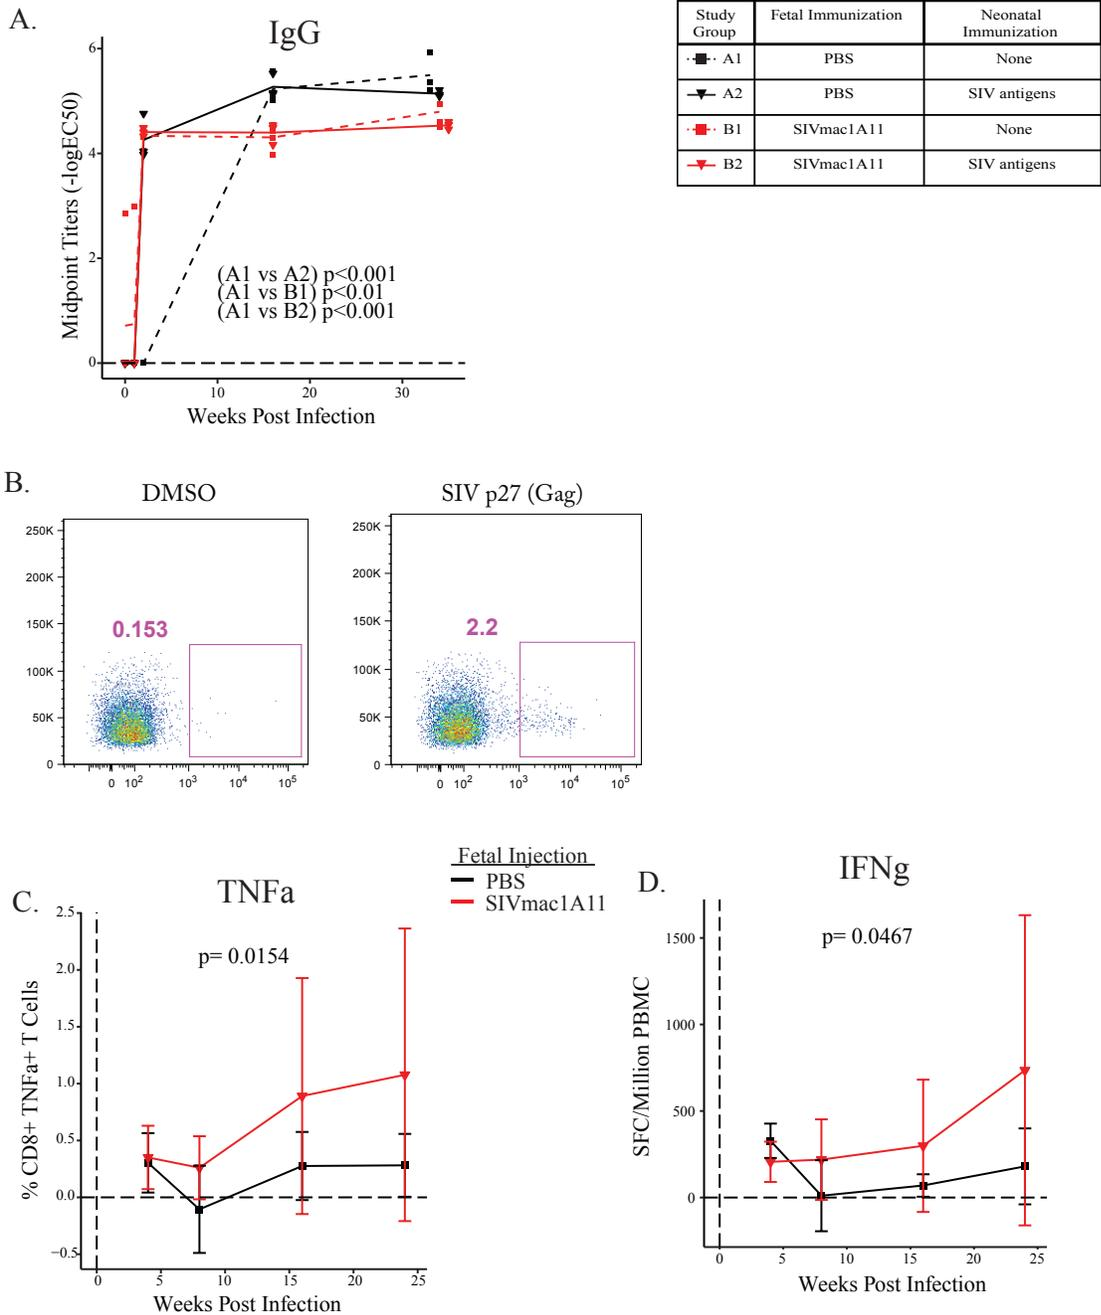 A.
IgG
6
4
2
0
Midpoint Titers (-logEC50)
(A1 vs A2) p<0.001
(A1 vs B1) p<0.01
(A1 vs B2) p<0.001
0 10 20 30
Weeks Post Infection
Study Group Fetal Immunization Neonatal Immunization
A1 PBS None
A2 PBS SIV antigens
B1 SIVmac1A11 None
B2 SIVmac1A11 SIV antigens
B.
DMSO
250K
200K
150K
100K
50K
0
0.153
0 10² 10³ 10⁴ 10⁵
SIV p27 (Gag)
250K
200K
150K
100K
50K
0
2.2
0 10² 10³ 10⁴ 10⁵
Fetal Injection
PBS
SIVmac1A11
C.
TNFa
p= 0.0154
2.5
2.0
1.5
1.0
0.5
0.0
−0.5
% CD8+ TNFa+ T Cells
0 5 10 15 20 25
Weeks Post Infection
D.
IFNg
p= 0.0467
1500
1000
500
0
SFC/Million PBMC
0 5 10 15 20 25
Weeks Post Infection